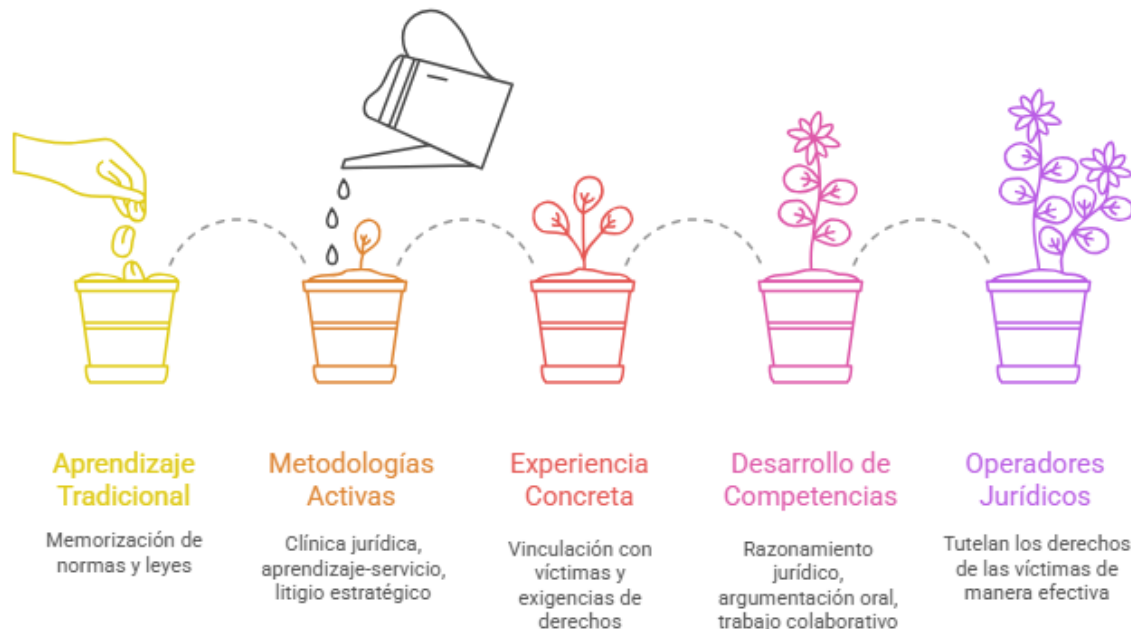 Aprendizaje
Tradicional
Memorización de
normas y leyes
Metodologías
Activas
Clínica jurídica,
aprendizaje-servicio,
litigio estratégico
Experiencia
Concreta
Vinculación con
víctimas y
exigencias de
derechos
Desarrollo de
Competencias
Razonamiento
jurídico,
argumentación oral,
trabajo colaborativo
Operadores
Jurídicos
Tutelan los derechos
de las víctimas de
manera efectiva